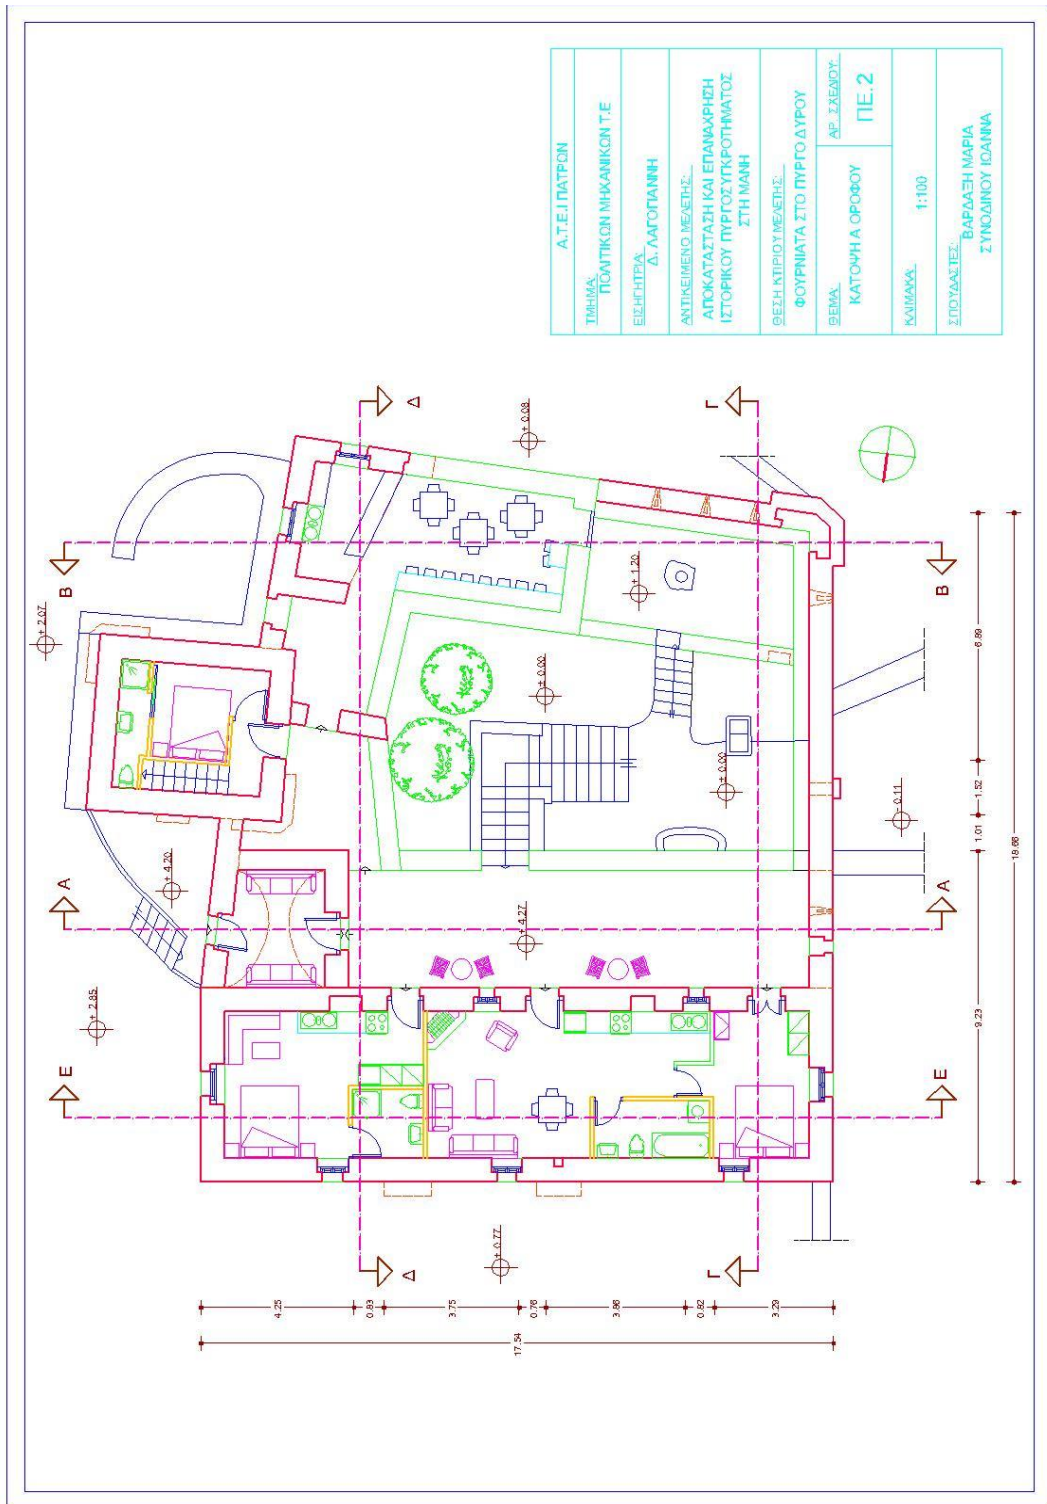 Α.Τ.Ε.Ι ΠΑΤΡΩΝ
ΤΜΗΜΑ:
ΠΟΛΙΤΙΚΩΝ ΜΗΧΑΝΙΚΩΝ Τ.Ε
ΕΙΣΗΓΗΤΡΙΑ:
Δ. ΛΑΓΟΓΙΑΝΝΗ
ΑΝΤΙΚΕΙΜΕΝΟ ΜΕΛΕΤΗΣ:
ΑΠΟΚΑΤΑΣΤΑΣΗ ΚΑΙ ΕΠΑΝΑΧΡΗΣΗ
ΙΣΤΟΡΙΚΟΥ ΠΥΡΓΟΣΥΓΚΡΟΤΗΜΑΤΟΣ
ΣΤΗ ΜΑΝΗ
ΘΕΣΗ ΚΤΙΡΙΟΥ ΜΕΛΕΤΗΣ:
ΦΟΥΡΝΙΑΤΑ ΣΤΟ ΠΥΡΓΟ ΔΥΡΟΥ
ΘΕΜΑ:
ΚΑΤΟΨΗ Α ΟΡΟΦΟΥ
ΑΡ. ΣΧΕΔΙΟΥ:
ΠΕ.2
ΚΛΙΜΑΚΑ:
1:100
ΣΠΟΥΔΑΣΤΕΣ:
ΒΑΡΔΑΞΗ ΜΑΡΙΑ
ΣΥΝΟΔΙΝΟΥ ΙΩΑΝΝΑ
Δ
Γ
+ 0.08
Β
Β
+ 2.07
+ 1.20
+ 0.00
+ 0.00
- 0.11
+ 4.20
Α
Α
+ 4.27
+ 2.85
Ε
Ε
+ 0.77
Δ
Γ
6.89
1.52
1.01
9.23
18.66
4.25
0.83
3.75
0.76
3.86
0.82
3.29
17.54